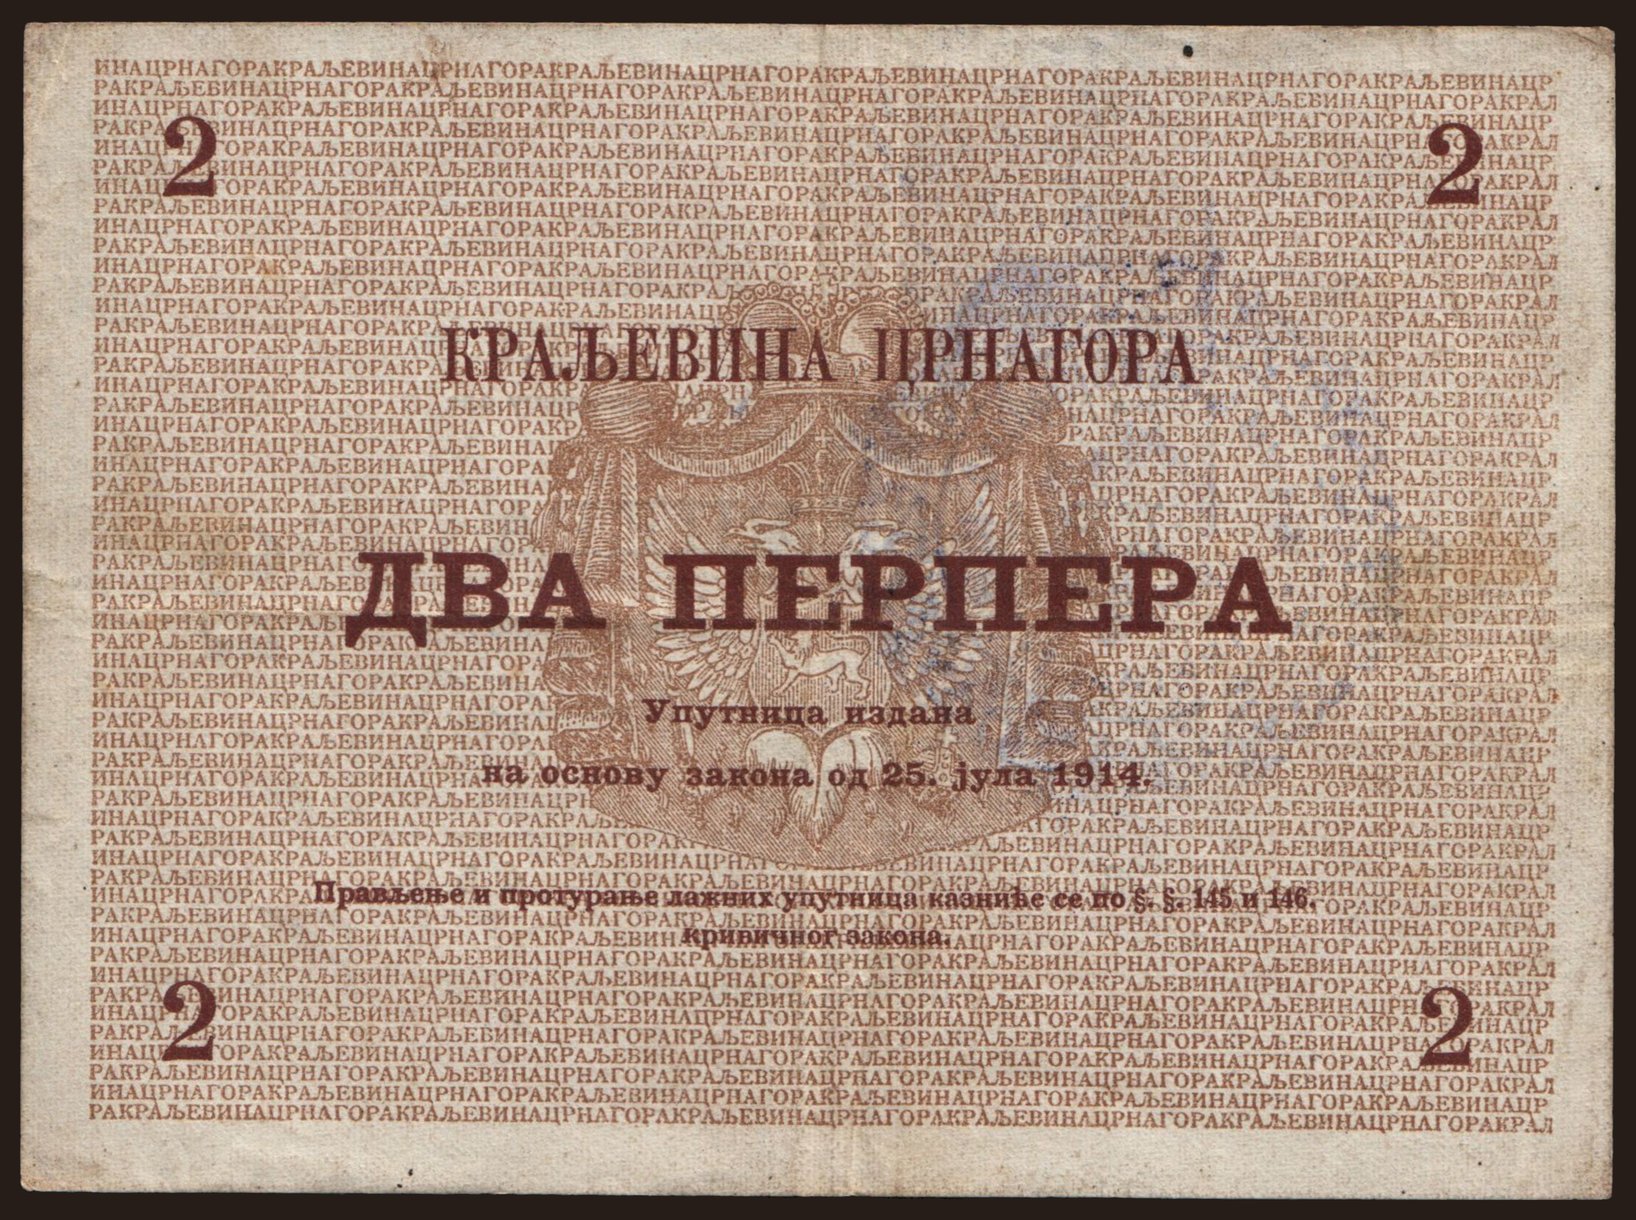 2 2
КРАЉЕВИНА ЦРНАГОРА
ДВА ПЕРПЕРА
Упутница издана
на основу закона од 25. јула 1914.
Прављење и протурање лажних упутница казниће се по §. §. 145 и 146.
кривичног закона.
2 2